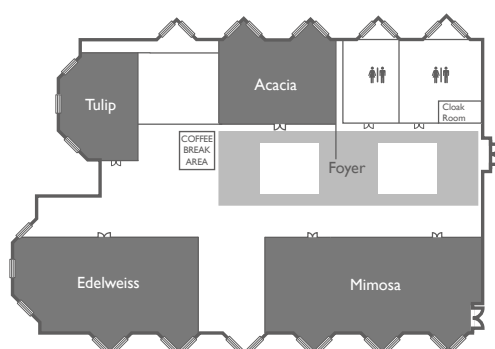 Acacia
Tulip
Cloak
Room
COFFEE
BREAK
AREA
Foyer
Edelweiss
Mimosa